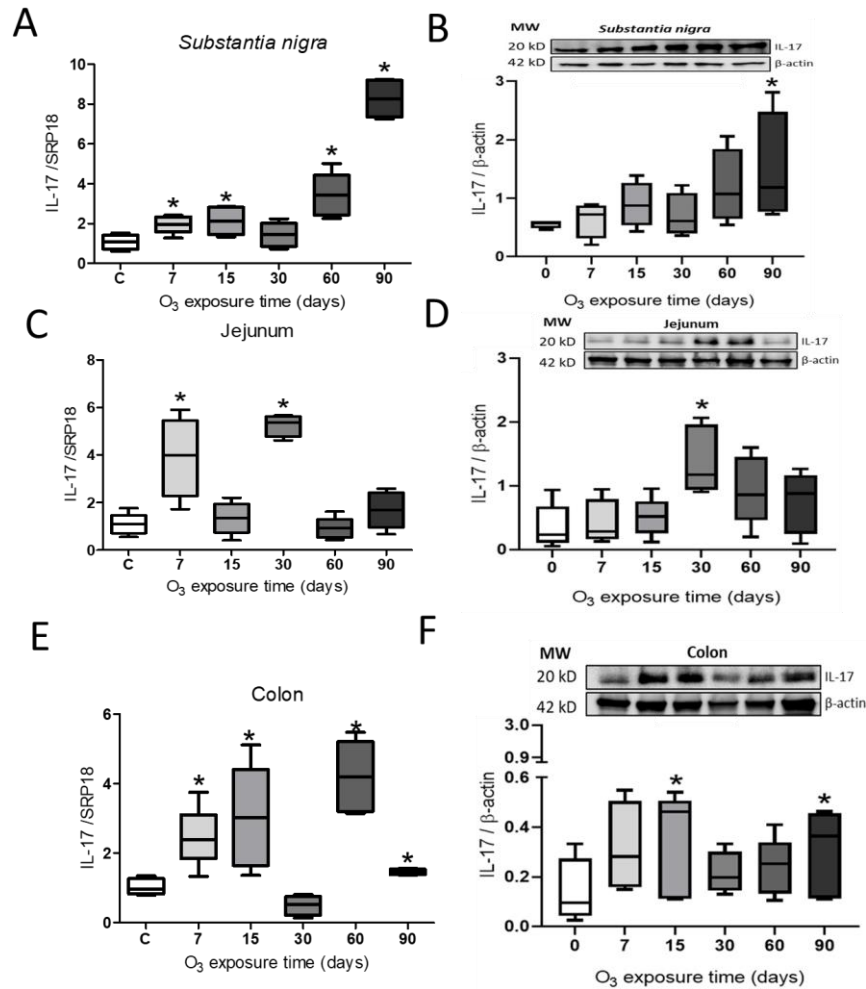 A
Substantia nigra
IL-17 /SRP18
10
8
6
4
2
0
* * * *
C 7 15 30 60 90
O₃ exposure time (days)
B
MW Substantia nigra
20 kD IL-17
42 kD β-actin
IL-17 / β-actin
3
2
1
0
*
0 7 15 30 60 90
O₃ exposure time (days)
C
Jejunum
IL-17 /SRP18
8
6
4
2
0
* *
C 7 15 30 60 90
O₃ exposure time (days)
D
MW Jejunum
20 kD IL-17
42 kD β-actin
IL-17 / β-actin
3
2
1
0
*
0 7 15 30 60 90
O₃ exposure time (days)
E
Colon
IL-17 /SRP18
6
4
2
0
* * * *
C 7 15 30 60 90
O₃ exposure time (days)
F
MW Colon
20 kD IL-17
42 kD β-actin
IL-17 / β-actin
3.0
0.9
0.6
0.4
0.2
0.0
* *
0 7 15 30 60 90
O₃ exposure time (days)